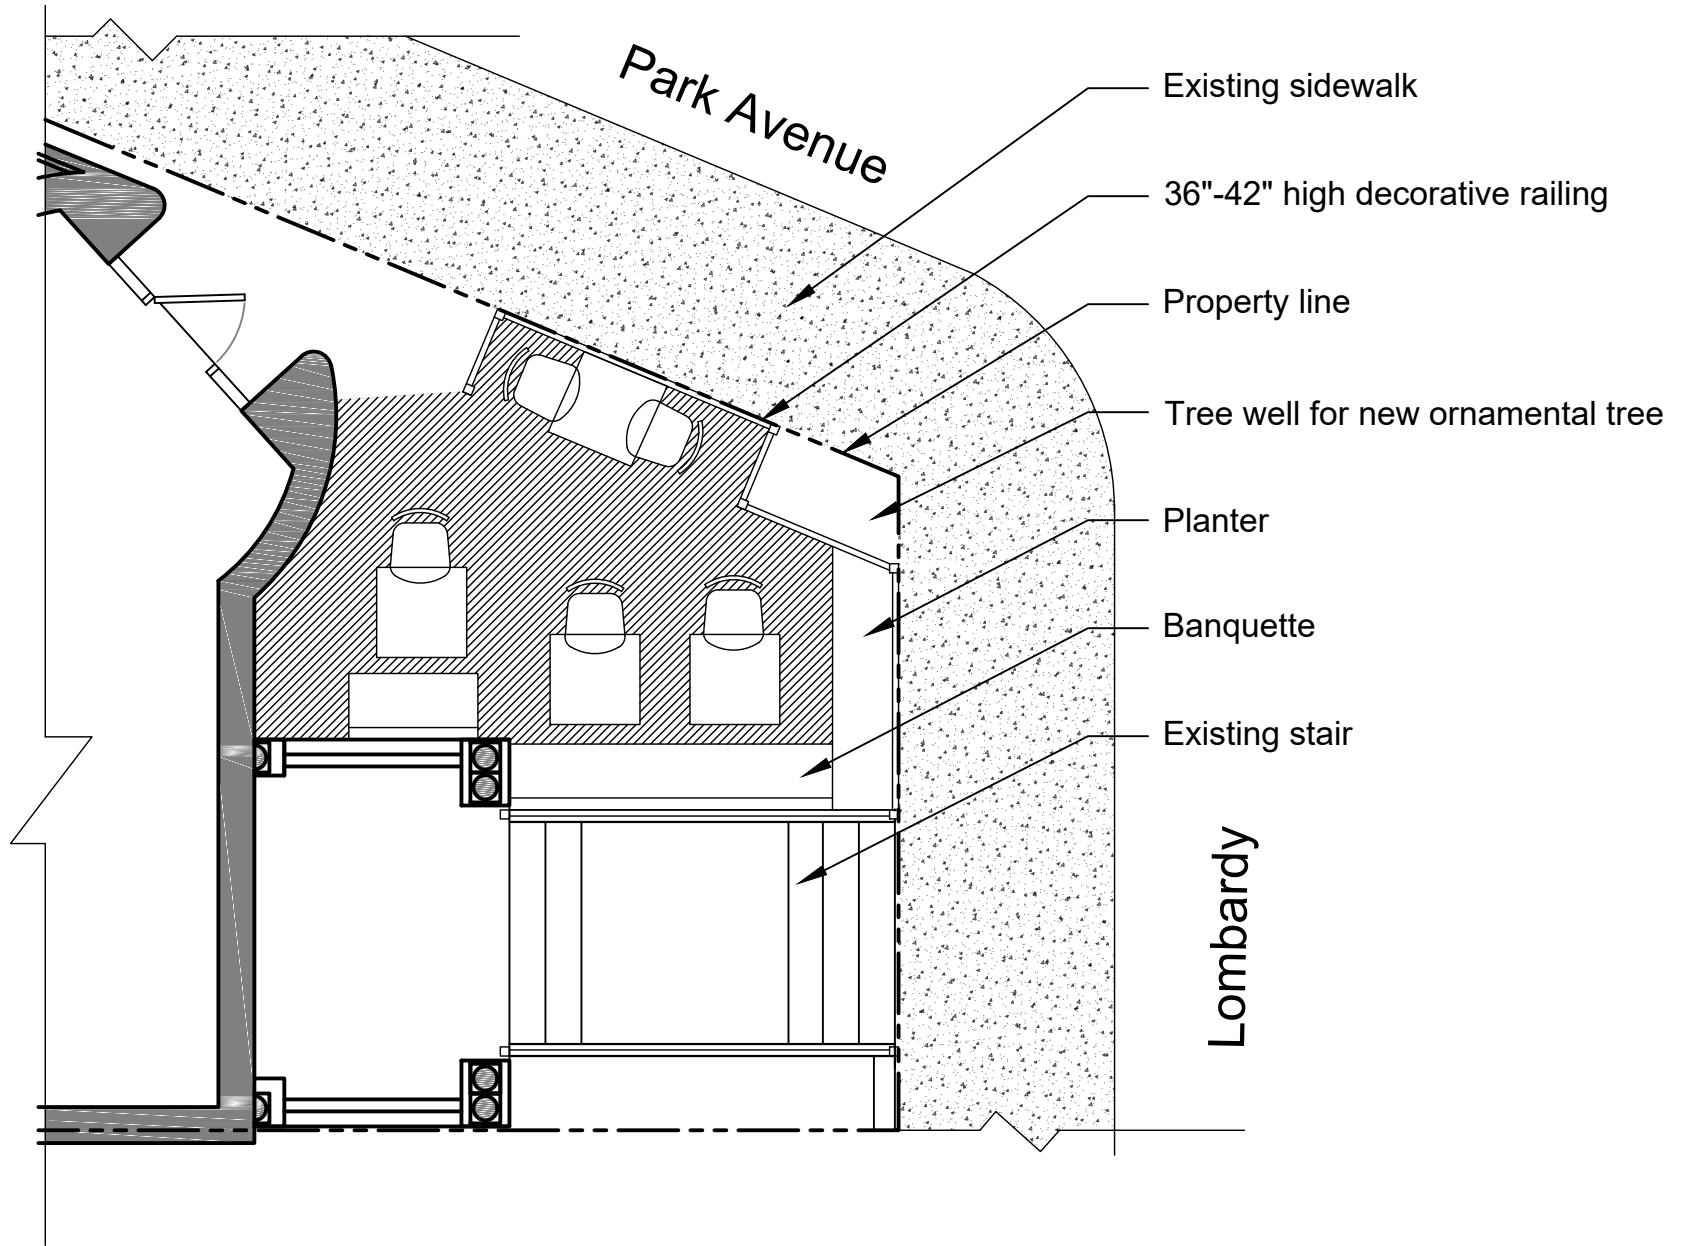 Park Avenue
Existing sidewalk
36"-42" high decorative railing
Property line
Tree well for new ornamental tree
Planter
Banquette
Existing stair
Lombardy